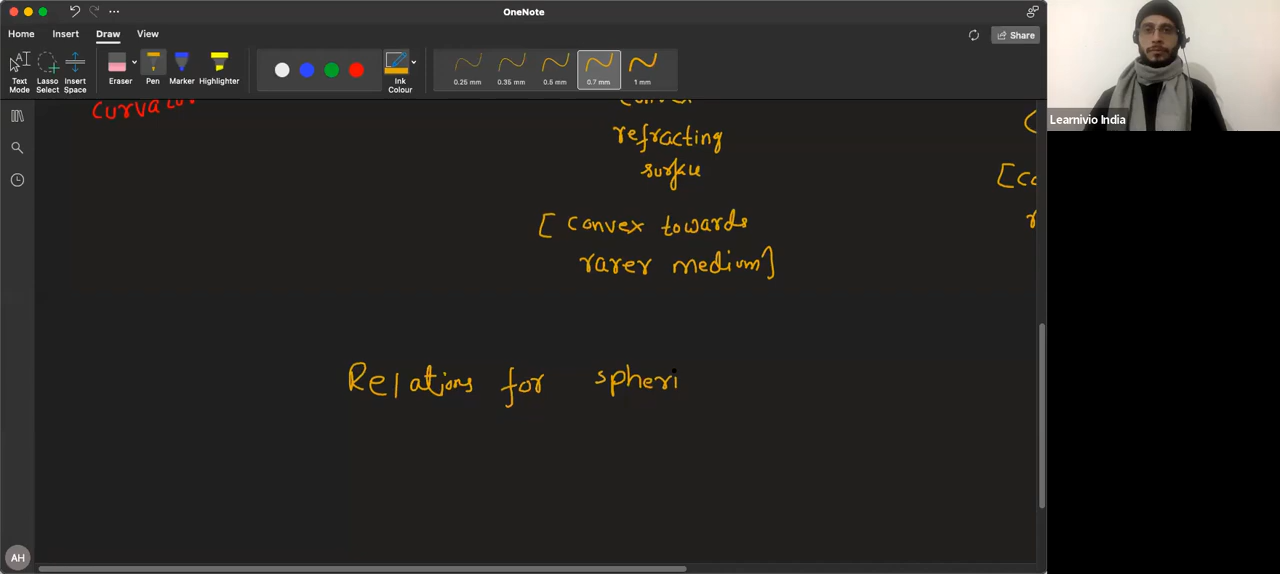 OneNote
Home Insert Draw View
Share
Text Mode
Lasso Select
Insert Space
Eraser
Pen
Marker
Highlighter
Ink Colour
0.25 mm
0.35 mm
0.5 mm
0.7 mm
1 mm
Learnivio India
refracting
surface
[ Convex towards
rarer medium]
Relations for spheri
AH